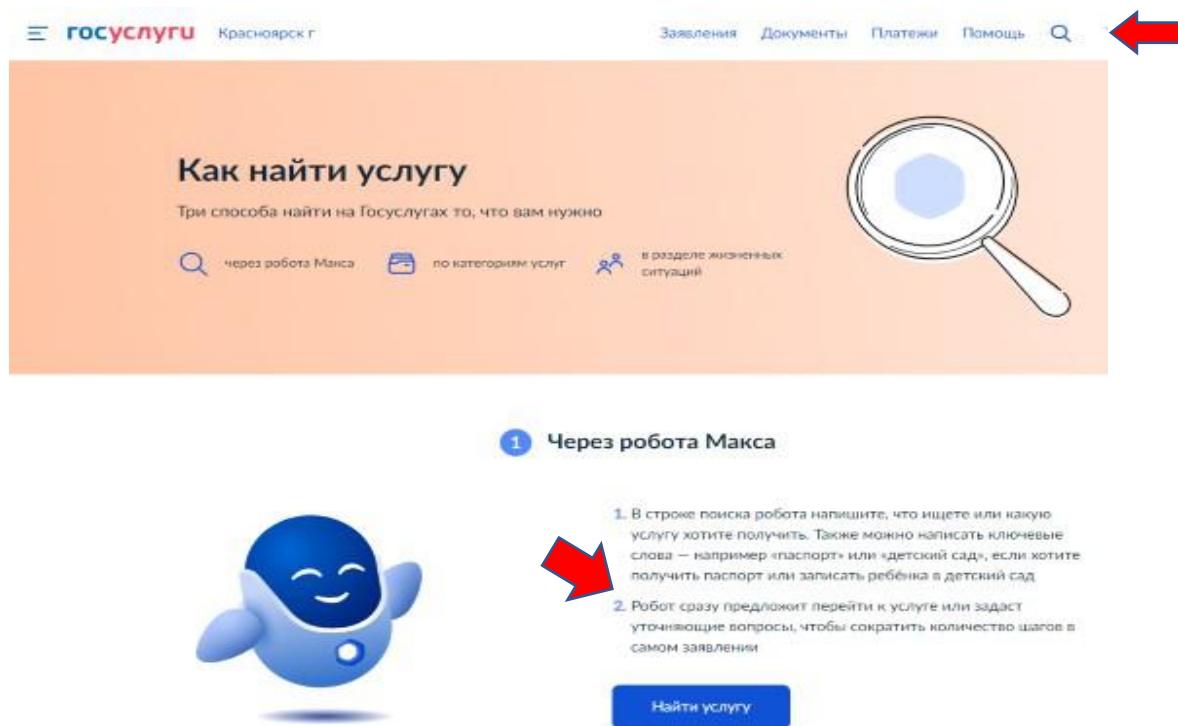 госуслуги Красноярск г Заявления Документы Платежи Помощь
Как найти услугу
Три способа найти на Госуслугах то, что вам нужно
через робота Макса по категориям услуг в разделе жизненных
ситуаций
1 Через робота Макса
1. В строке поиска робота напишите, что ищете или какую
услугу хотите получить. Также можно написать ключевые
слова — например «паспорт» или «детский сад», если хотите
получить паспорт или записать ребёнка в детский сад
2. Робот сразу предложит перейти к услуге или задаст
уточняющие вопросы, чтобы сократить количество шагов в
самом заявлении
Найти услугу